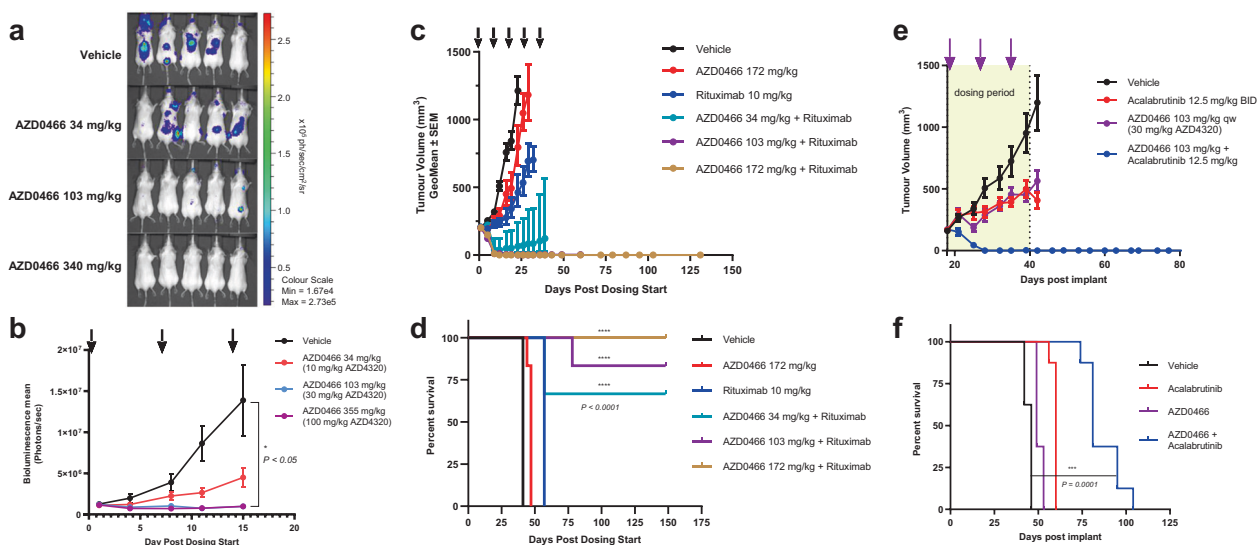 a
Vehicle
AZD0466 34 mg/kg
AZD0466 103 mg/kg
AZD0466 340 mg/kg
2.5
2.0
1.5
1.0
0.5
x10⁵ ph/sec/cm²/sr
Colour Scale
Min = 1.67e4
Max = 2.73e5
b
2×10⁷
1×10⁷
1×10⁷
5×10⁶
0
Bioluminescence mean
(Photons/sec)
0 5 10 15 20
Day Post Dosing Start
Vehicle
AZD0466 34 mg/kg
(10 mg/kg AZD4320)
AZD0466 103 mg/kg
(30 mg/kg AZD4320)
AZD0466 355 mg/kg
(100 mg/kg AZD4320)
*
P < 0.05
c
1500
1000
500
0
Tumour Volume (mm³)
GeoMean ± SEM
0 25 50 75 100 125 150
Days Post Dosing Start
Vehicle
AZD0466 172 mg/kg
Rituximab 10 mg/kg
AZD0466 34 mg/kg + Rituximab
AZD0466 103 mg/kg + Rituximab
AZD0466 172 mg/kg + Rituximab
d
100
75
50
25
0
Percent survival
0 25 50 75 100 125 150 175
Days Post Dosing Start
****
****
****
P < 0.0001
Vehicle
AZD0466 172 mg/kg
Rituximab 10 mg/kg
AZD0466 34 mg/kg + Rituximab
AZD0466 103 mg/kg + Rituximab
AZD0466 172 mg/kg + Rituximab
e
1500
1000
500
0
Tumour Volume (mm³)
dosing period
20 30 40 50 60 70 80
Days Post implant
Vehicle
Acalabrutinib 12.5 mg/kg BID
AZD0466 103 mg/kg qw
(30 mg/kg AZD4320)
AZD0466 103 mg/kg +
Acalabrutinib 12.5 mg/kg
f
100
75
50
25
0
Percent survival
0 25 50 75 100 125
Days post implant
***
P = 0.0001
Vehicle
Acalabrutinib
AZD0466
AZD0466 +
Acalabrutinib